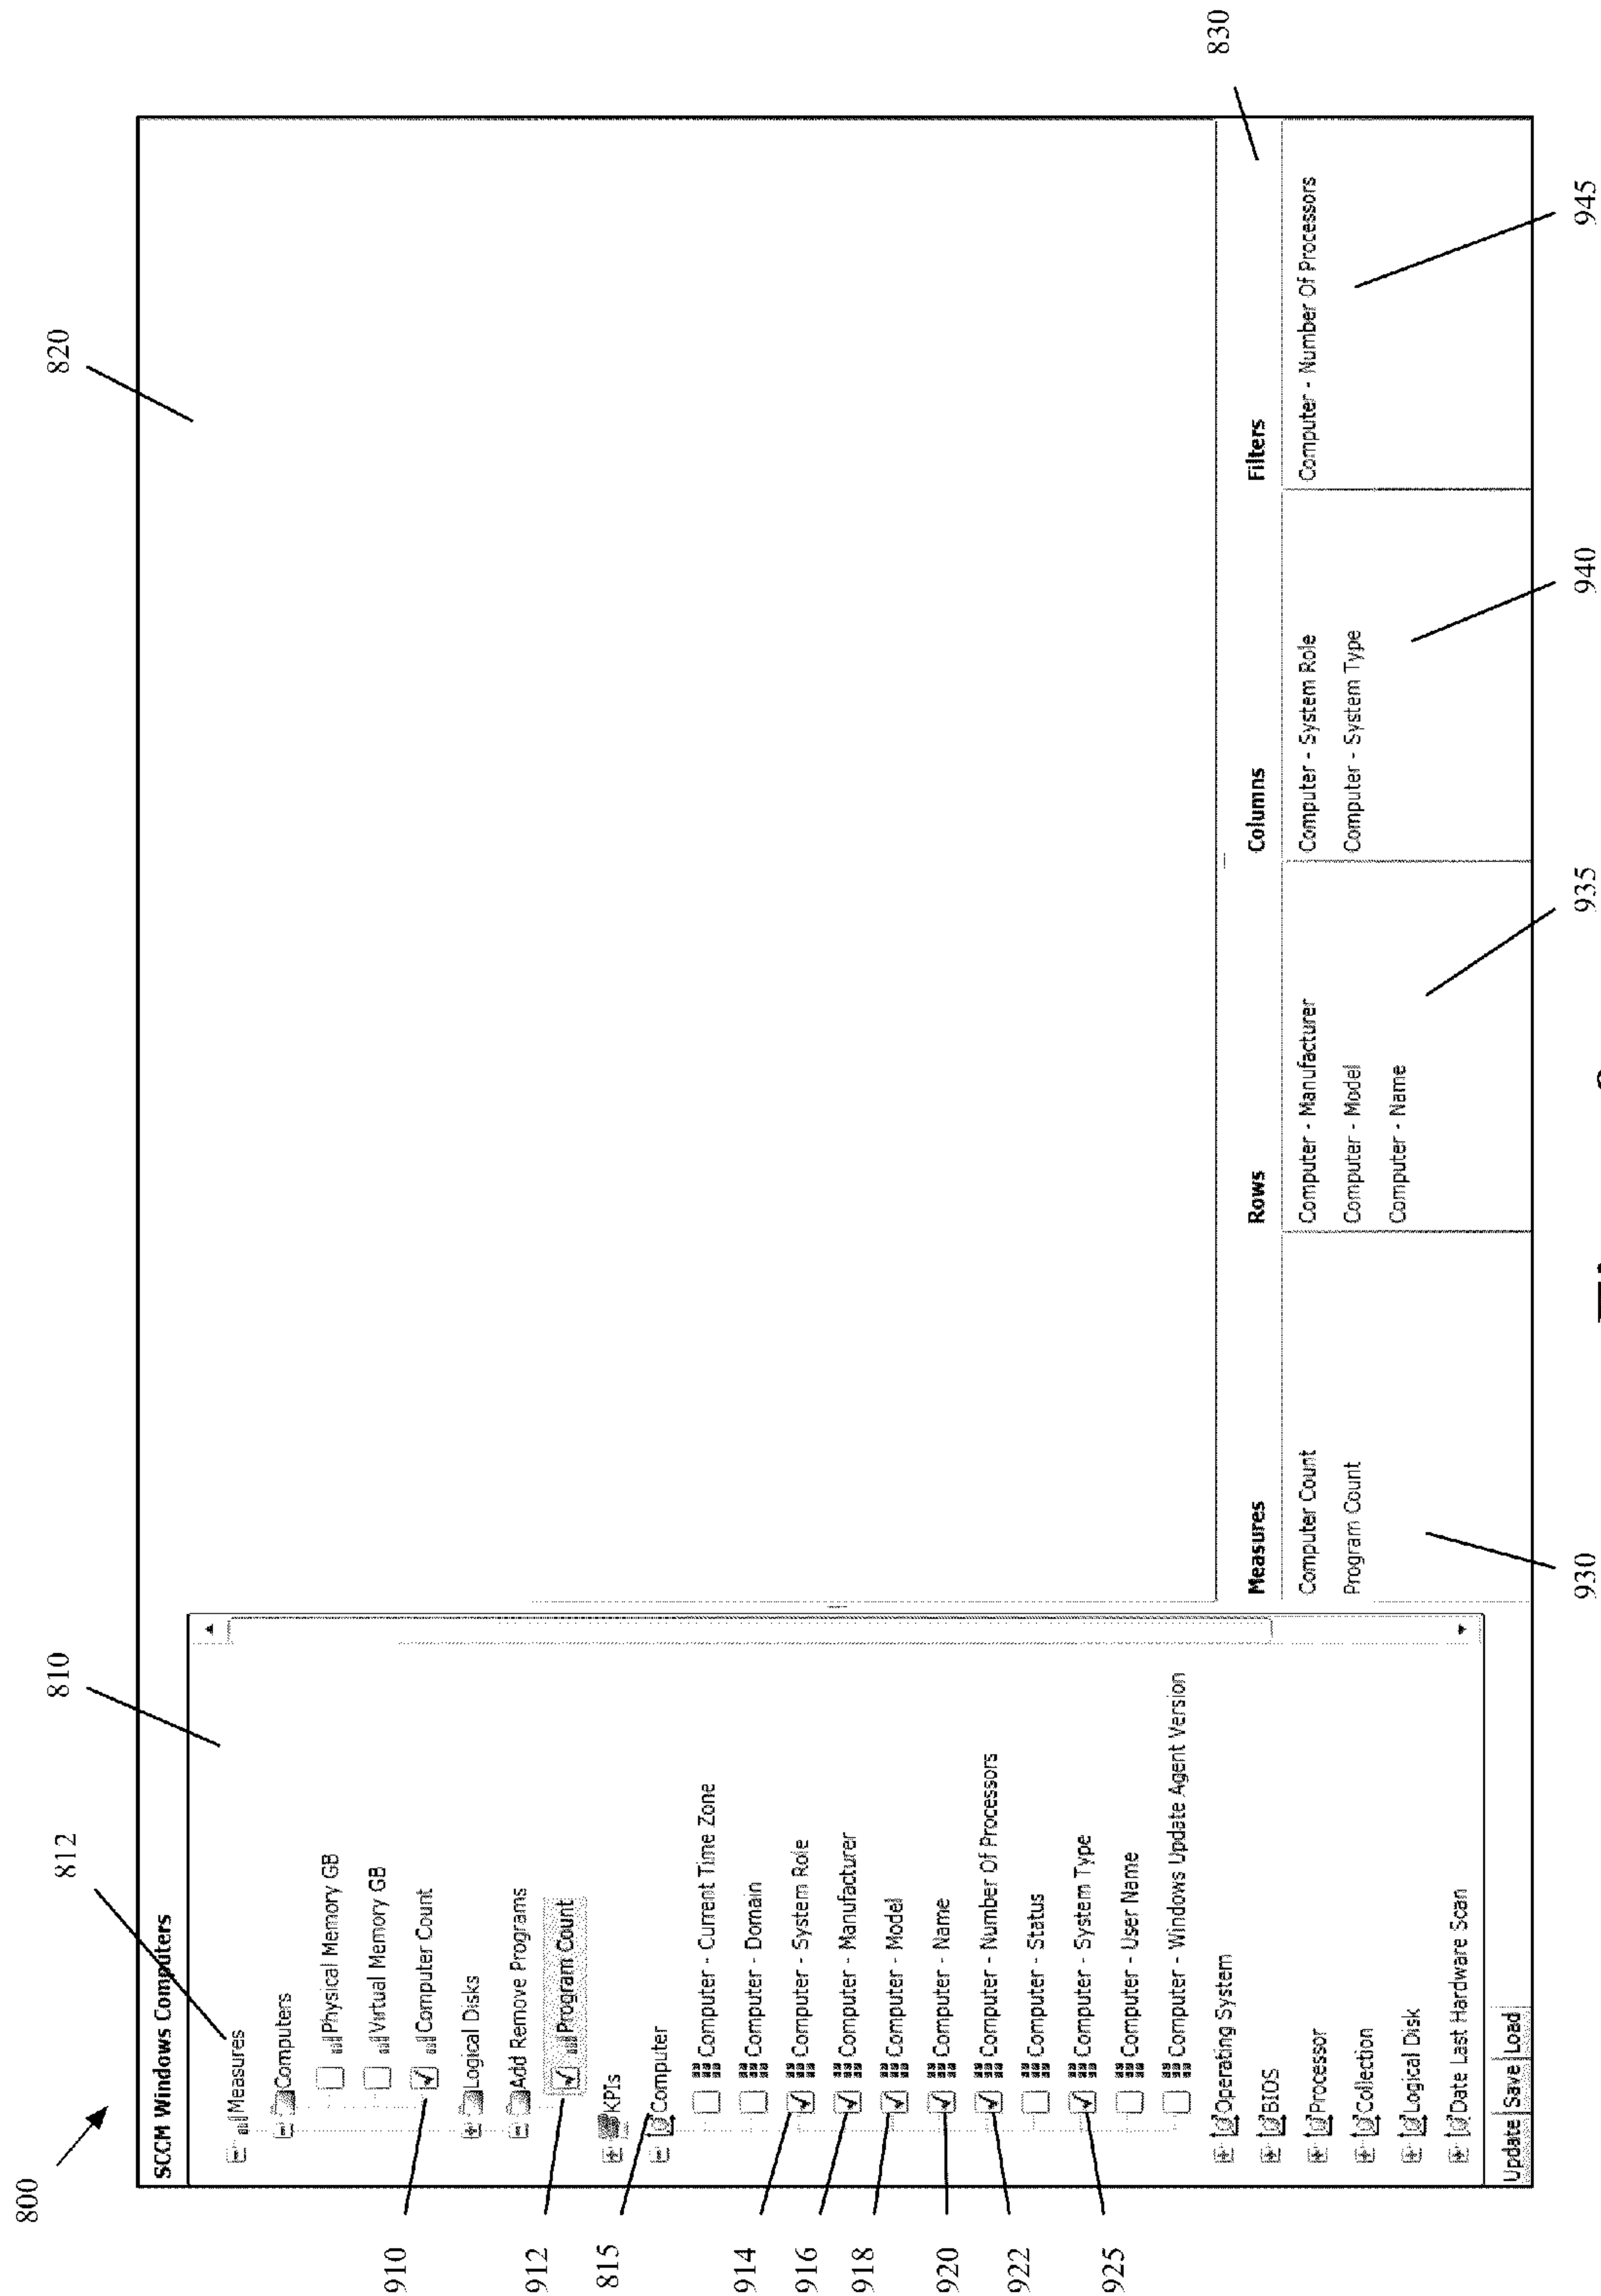 800
812
810
820
SCCM Windows Computers
Measures
Computers
Physical Memory GB
Virtual Memory GB
Computer Count
Logical Disks
Add Remove Programs
Program Count
KPIs
Computer
Computer - Current Time Zone
Computer - Domain
Computer - System Role
Computer - Manufacturer
Computer - Model
Computer - Name
Computer - Number Of Processors
Computer - Status
Computer - System Type
Computer - User Name
Computer - Windows Update Agent Version
Operating System
BIOS
Processor
Collection
Logical Disk
Date Last Hardware Scan
Update Save Load
910
912
815
914
916
918
920
922
925
Measures Rows Columns Filters
830
Computer Count
Program Count
Computer - Manufacturer
Computer - Model
Computer - Name
Computer - System Role
Computer - System Type
Computer - Number Of Processors
930
935
940
945